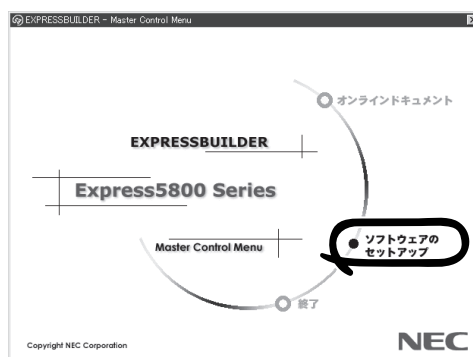 EXPRESSBUILDER - Master Control Menu
オンラインドキュメント
EXPRESSBUILDER
Express5800 Series
Master Control Menu
ソフトウェアの
セットアップ
終了
Copyright NEC Corporation
NEC